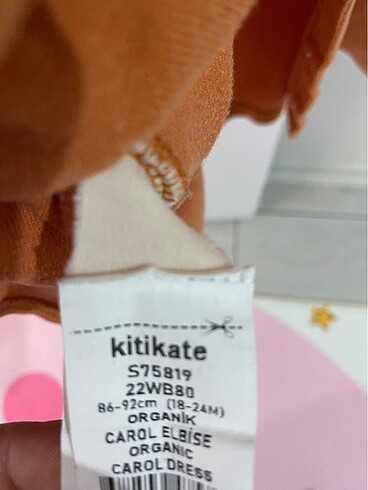 kitikate
S75819
22WB80
86-92cm (18-24M)
ORGANİK
CAROL ELBİSE
ORGANIC
CAROL DRESS